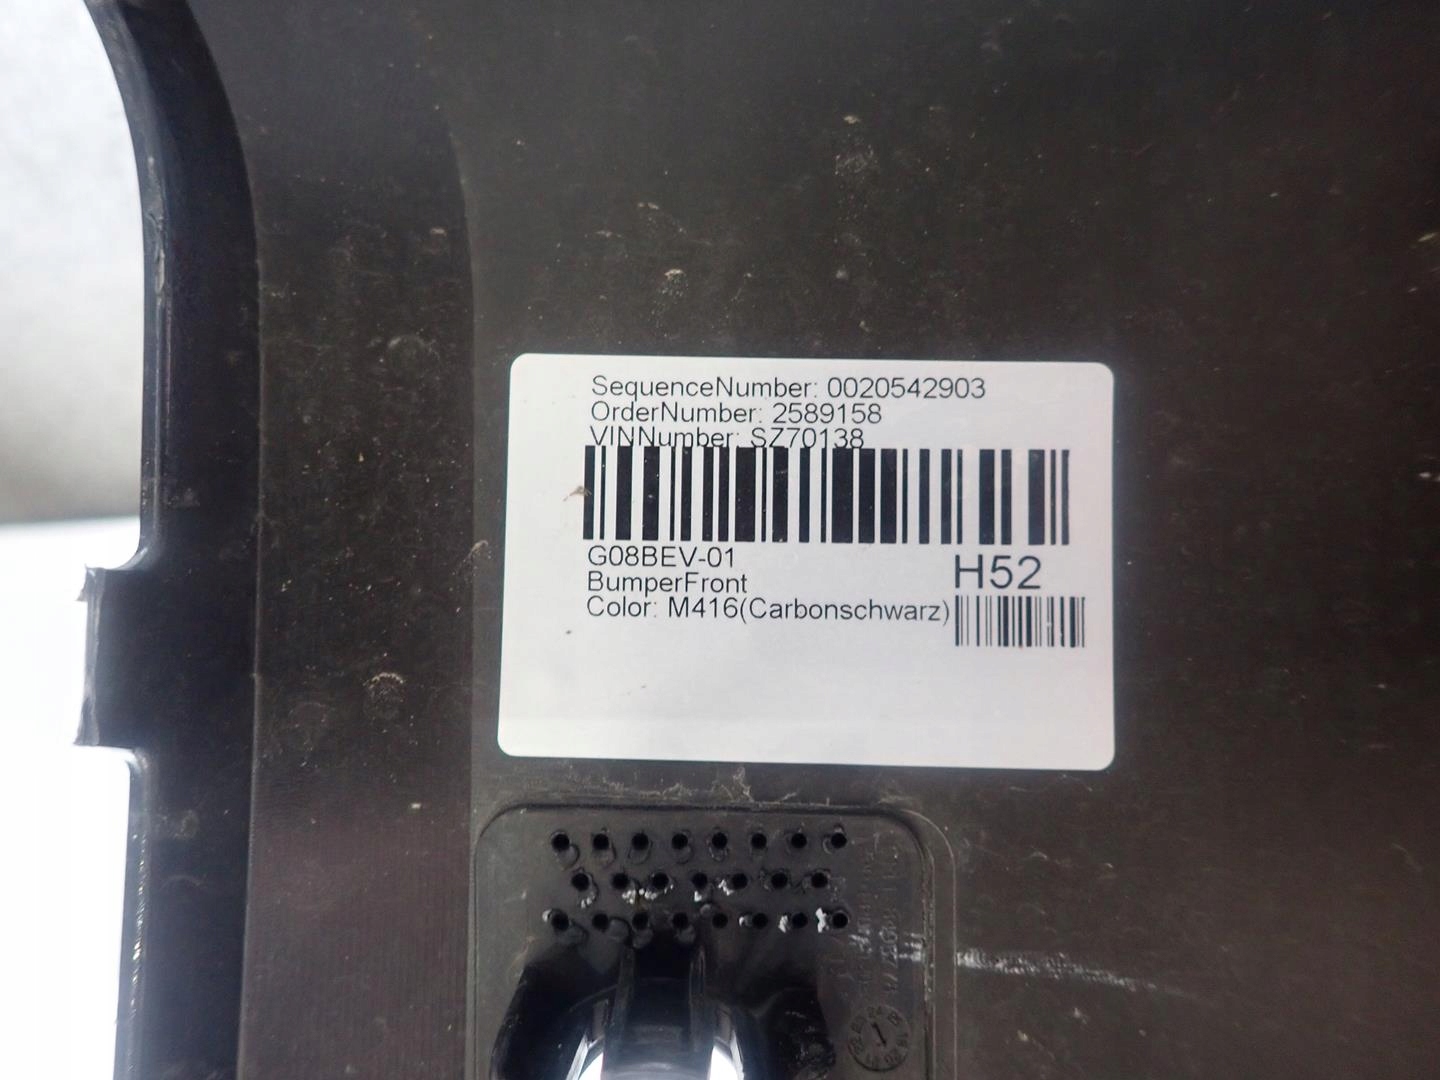 SequenceNumber: 0020542903
OrderNumber: 2589158
VINNumber: SZ70138
G08BEV-01
H52
BumperFront
Color: M416(Carbonschwarz)